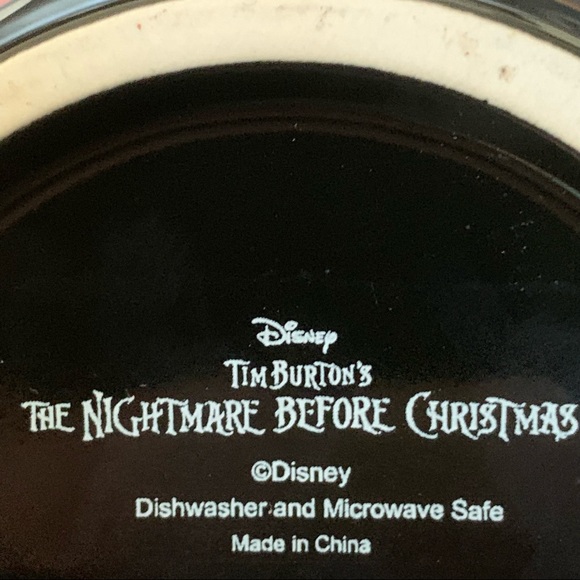 Disney
Tim Burton's
The Nightmare Before Christmas
©Disney
Dishwasher and Microwave Safe
Made in China